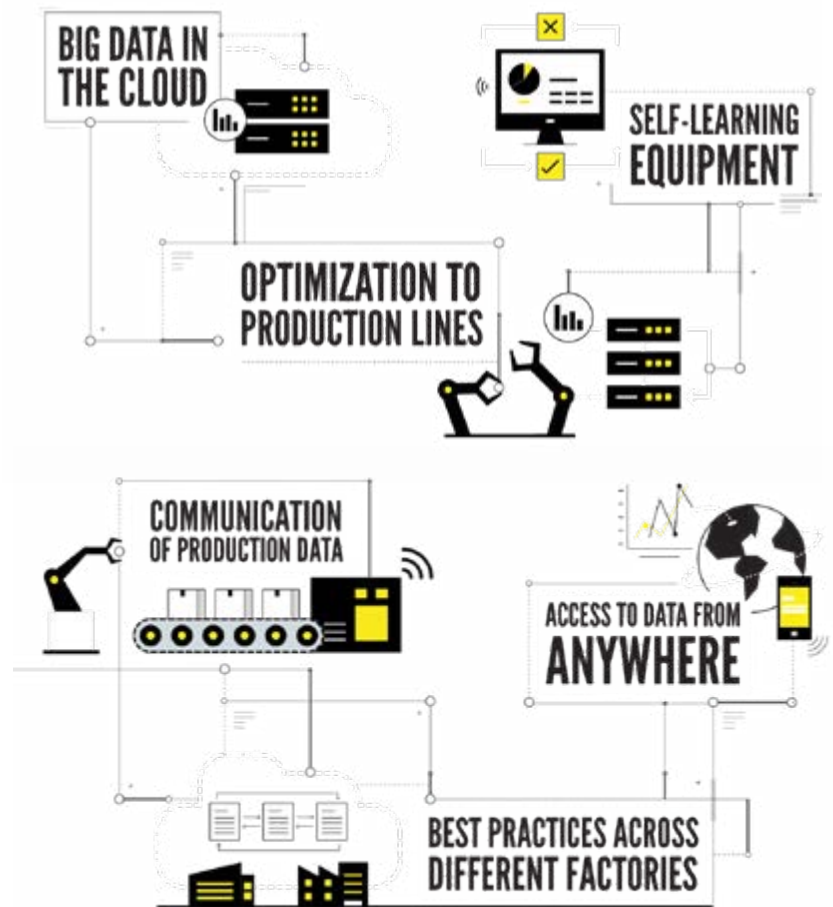 BIG DATA IN
THE CLOUD
SELF-LEARNING
EQUIPMENT
OPTIMIZATION TO
PRODUCTION LINES
COMMUNICATION
OF PRODUCTION DATA
ACCESS TO DATA FROM
ANYWHERE
BEST PRACTICES ACROSS
DIFFERENT FACTORIES